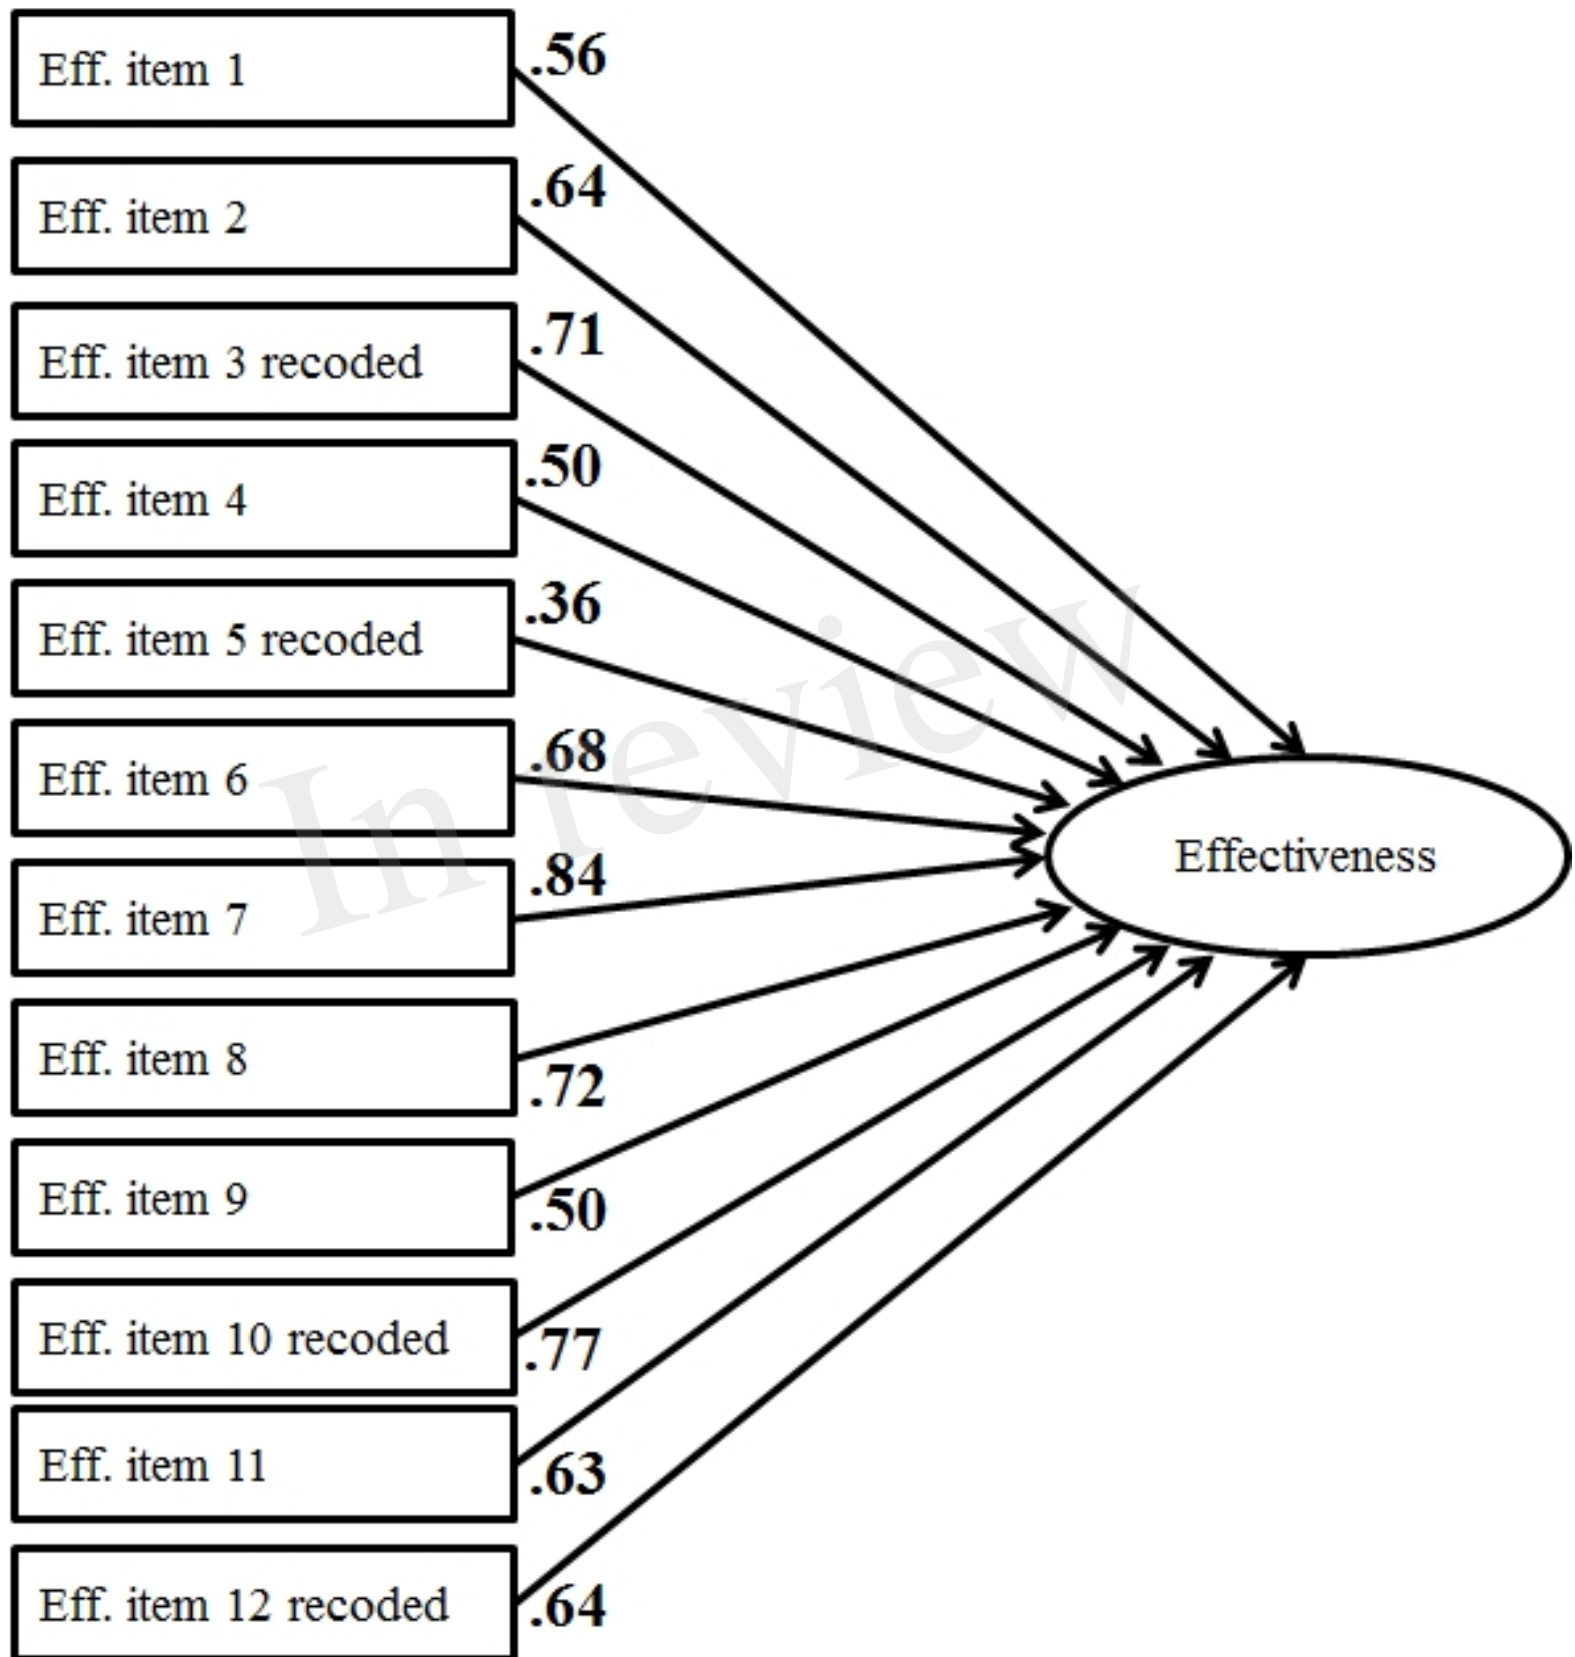 Eff. item 1
.56
Eff. item 2
.64
Eff. item 3 recoded
.71
Eff. item 4
.50
Eff. item 5 recoded
.36
Eff. item 6
.68
Eff. item 7
.84
Eff. item 8
.72
Eff. item 9
.50
Eff. item 10 recoded
.77
Eff. item 11
.63
Eff. item 12 recoded
.64
Effectiveness
In review